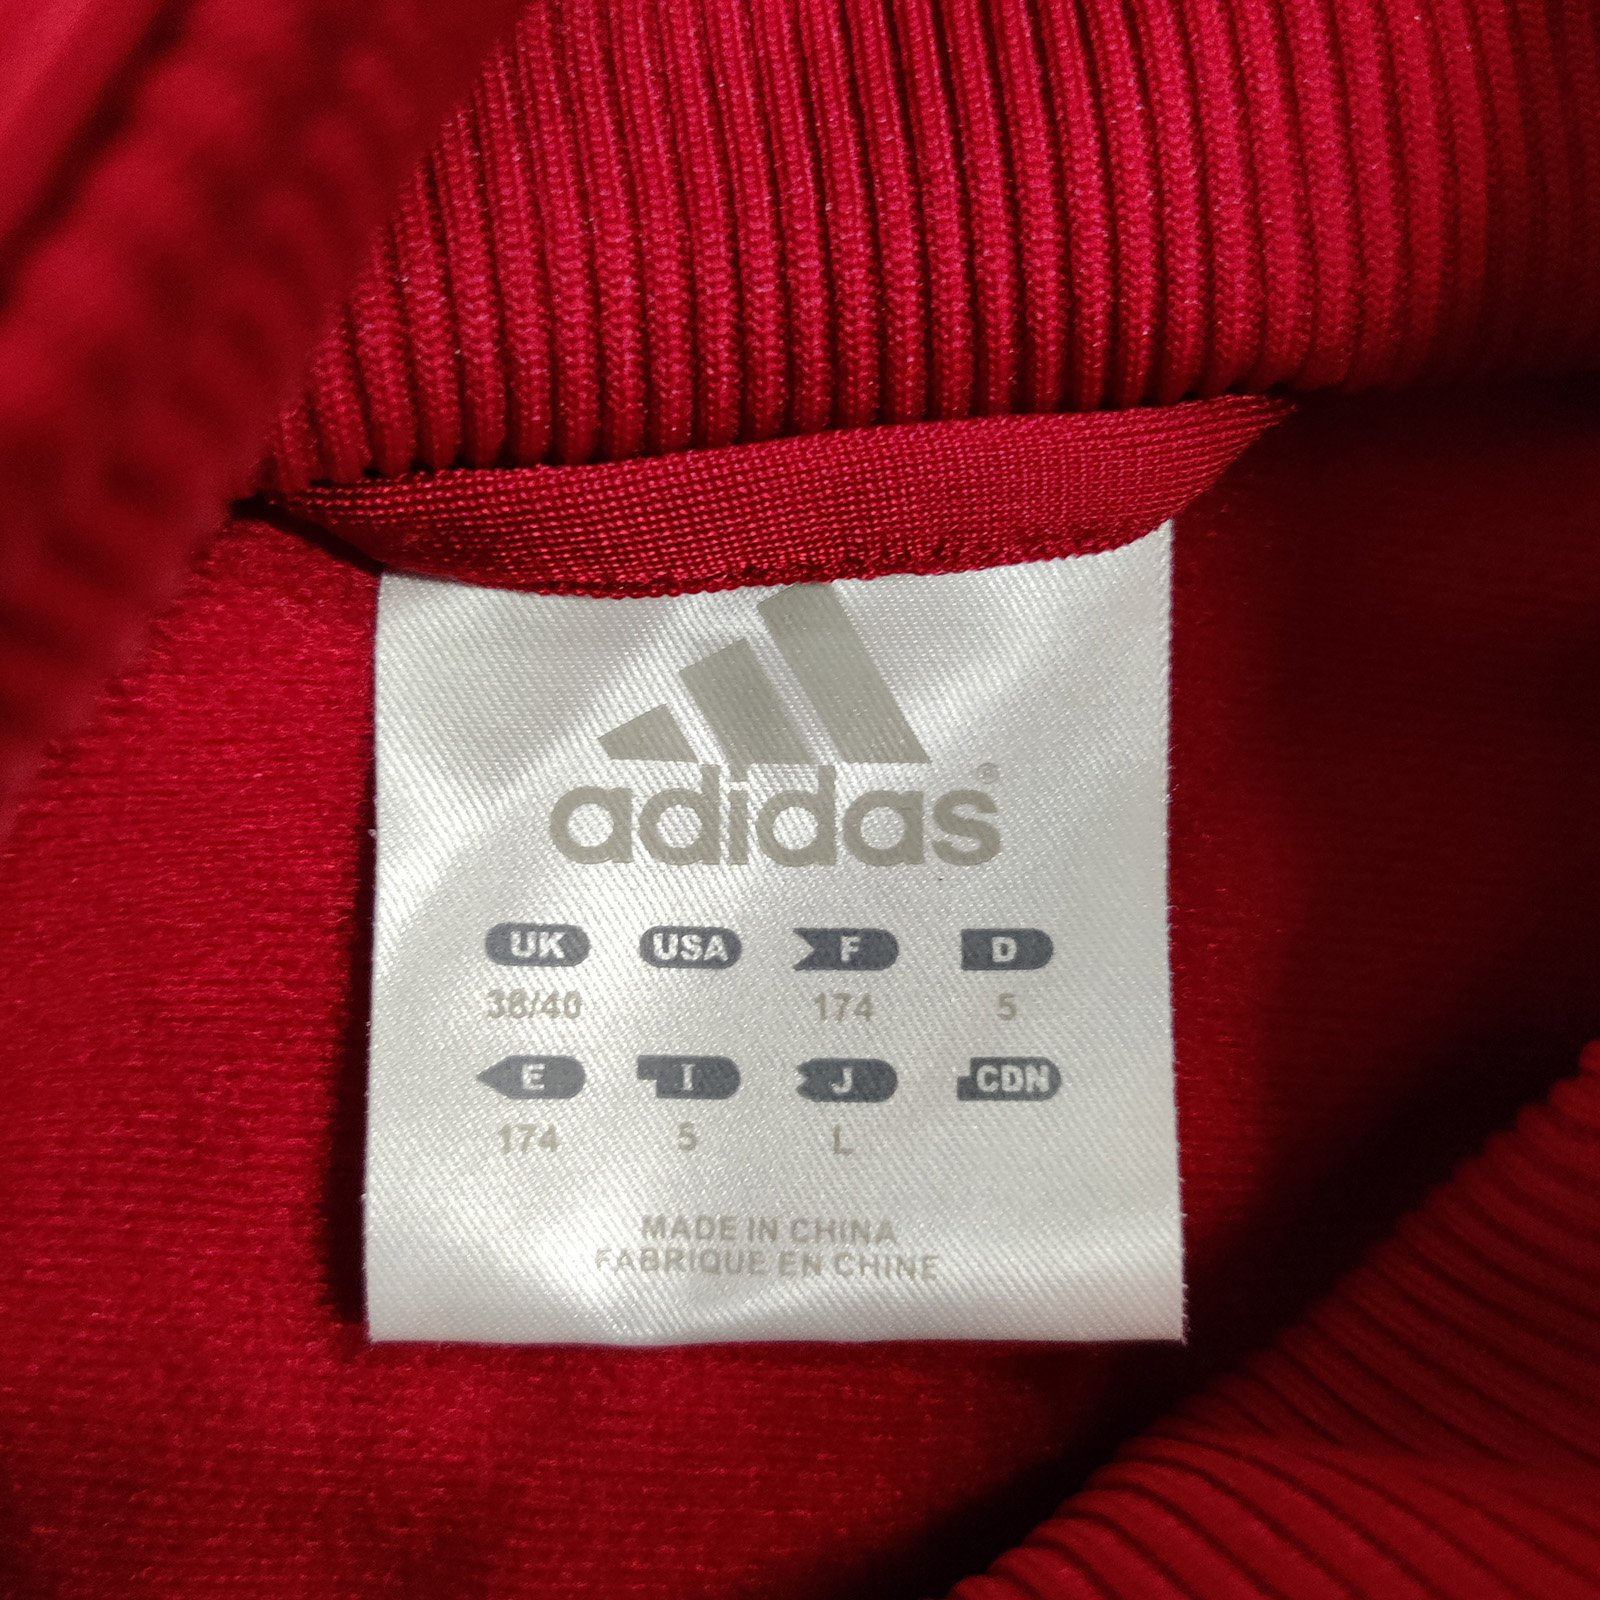 adidas®
UK USA F D
38/40 174 5
E I J CDN
174 5 L
MADE IN CHINA
FABRIQUE EN CHINE